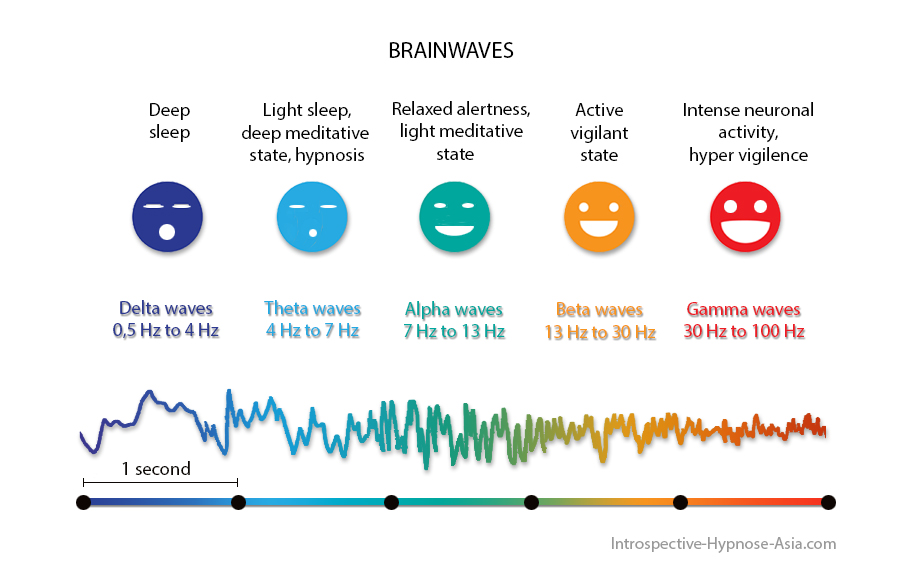 BRAINWAVES
Deep
sleep
Light sleep,
deep meditative
state, hypnosis
Relaxed alertness,
light meditative
state
Active
vigilant
state
Intense neuronal
activity,
hyper vigilence
Delta waves
0,5 Hz to 4 Hz
Theta waves
4 Hz to 7 Hz
Alpha waves
7 Hz to 13 Hz
Beta waves
13 Hz to 30 Hz
Gamma waves
30 Hz to 100 Hz
1 second
Introspective-Hypnose-Asia.com